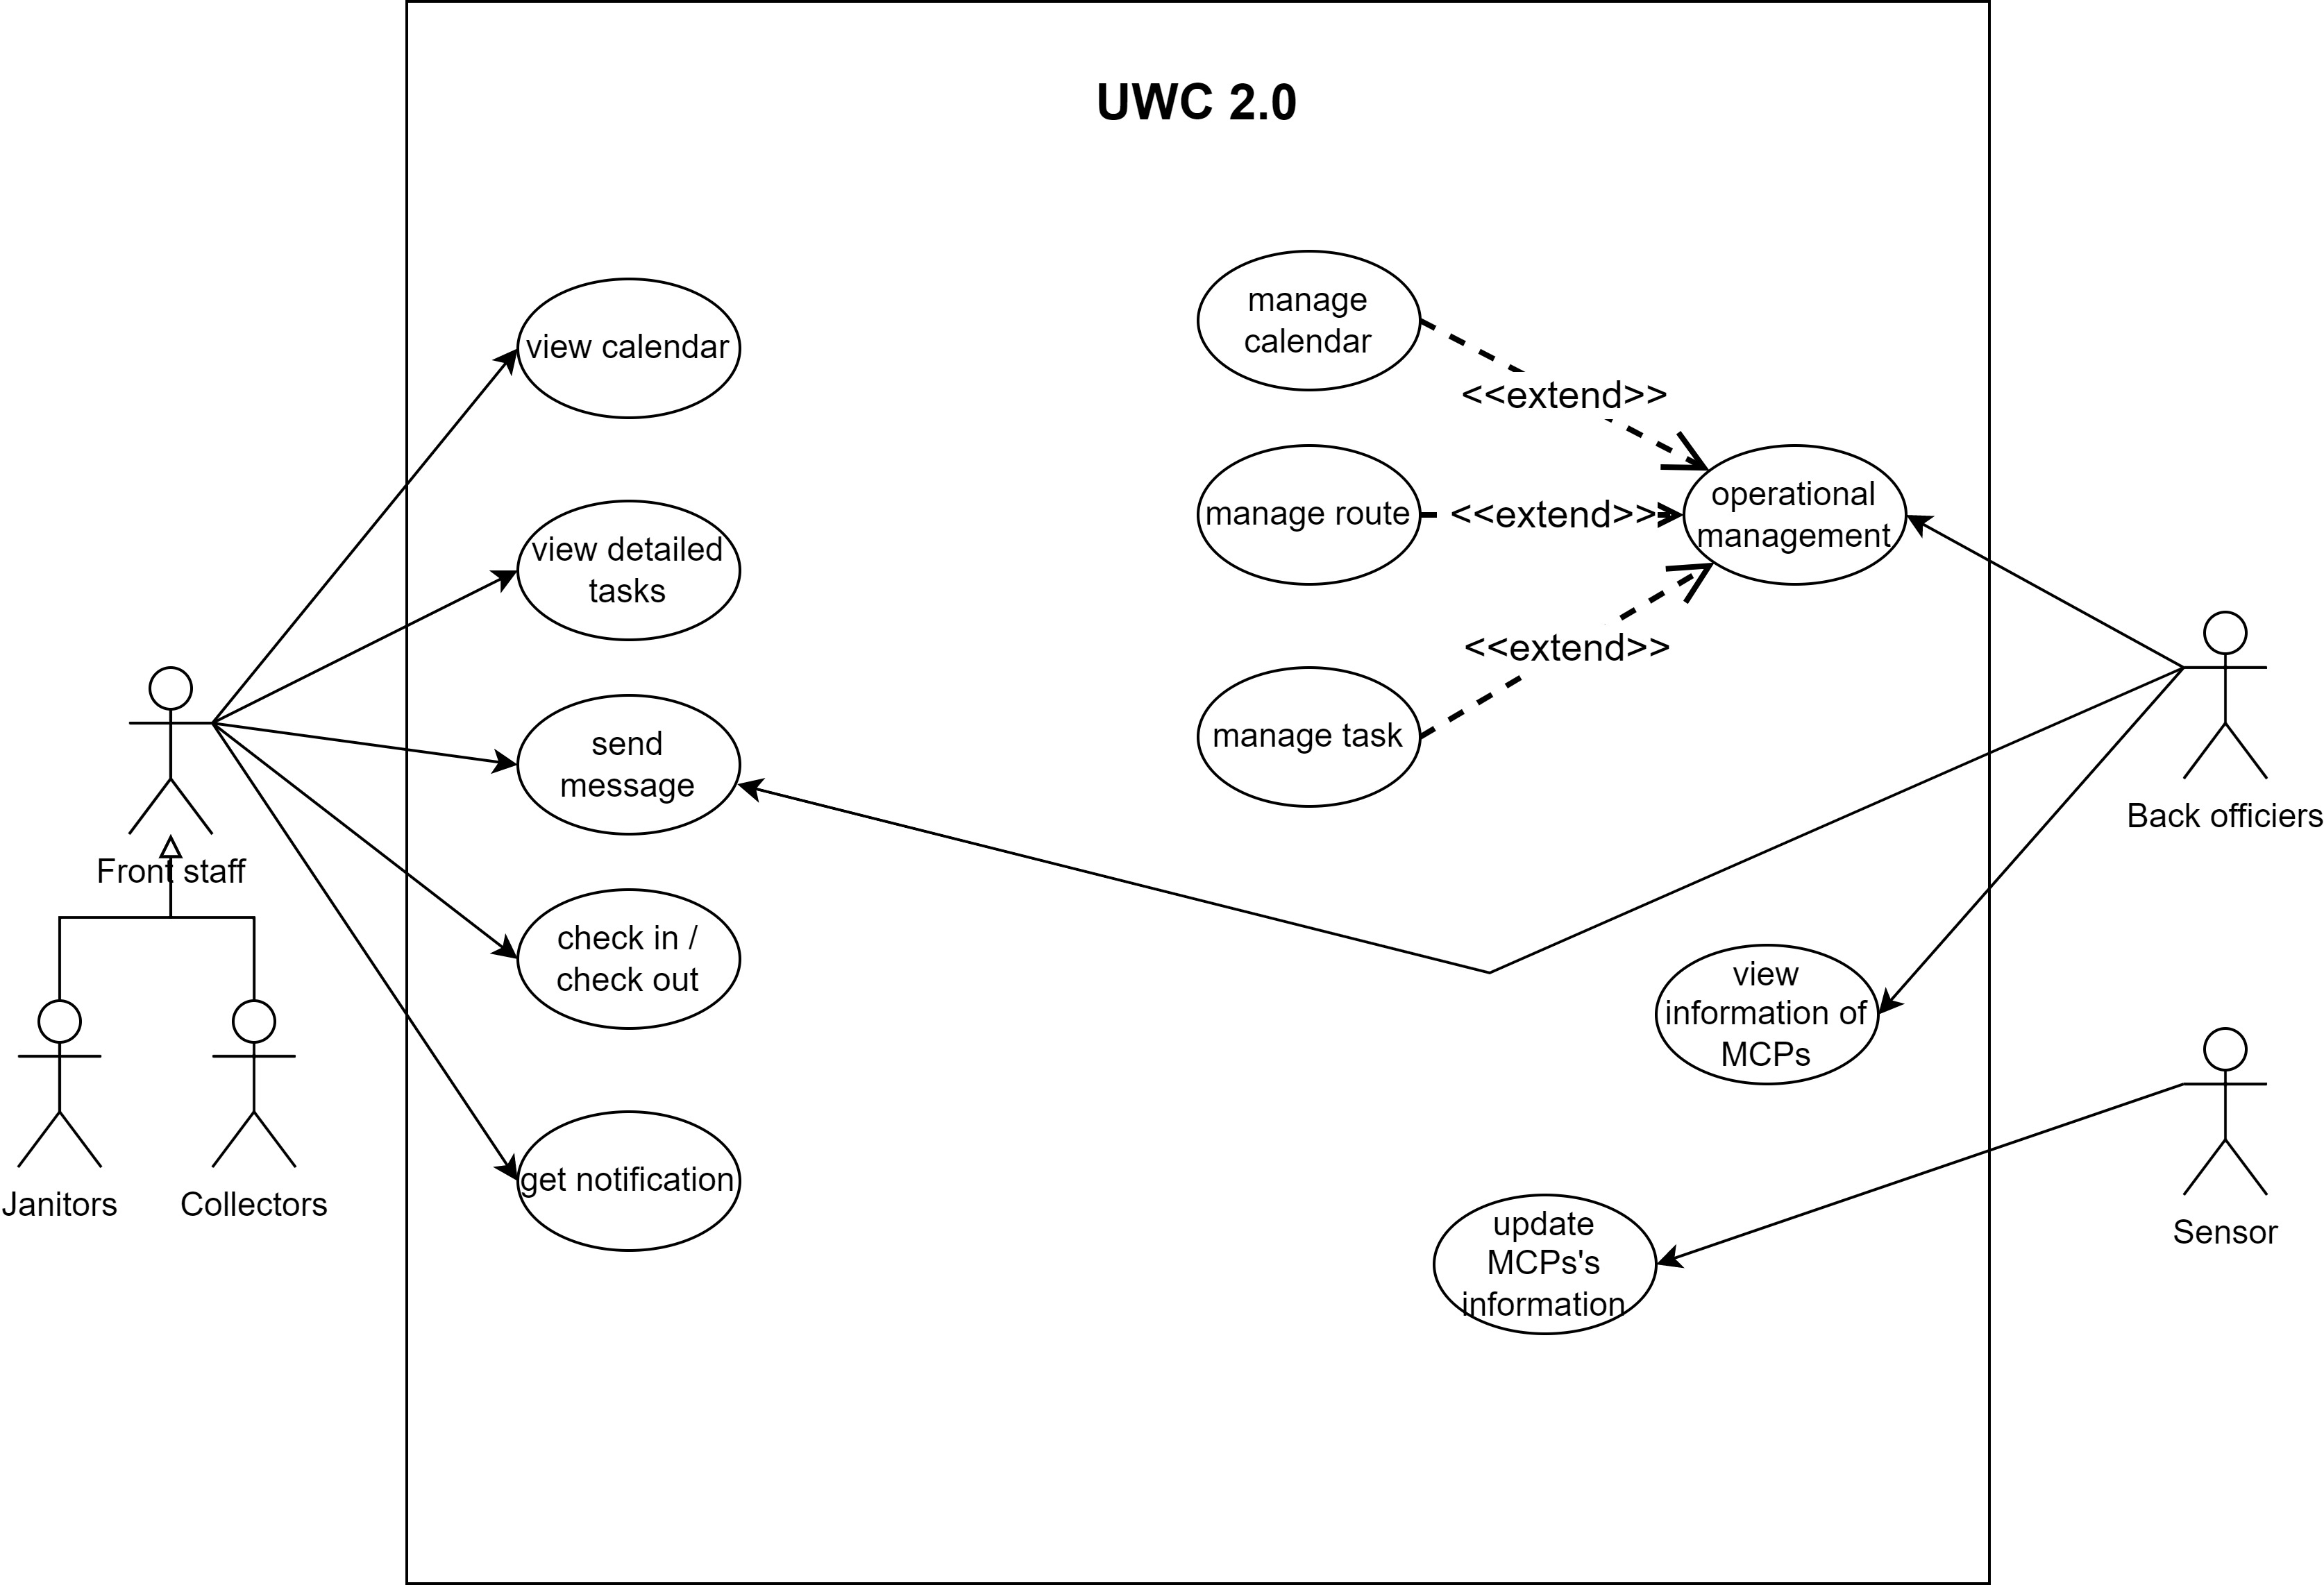 UWC 2.0
view calendar
view detailed
tasks
send
message
check in /
check out
get notification
manage
calendar
<<extend>>
manage route
<<extend>>
operational
management
<<extend>>
manage task
view
information of
MCPs
update
MCPs's
information
Front staff
Janitors
Collectors
Back officiers
Sensor